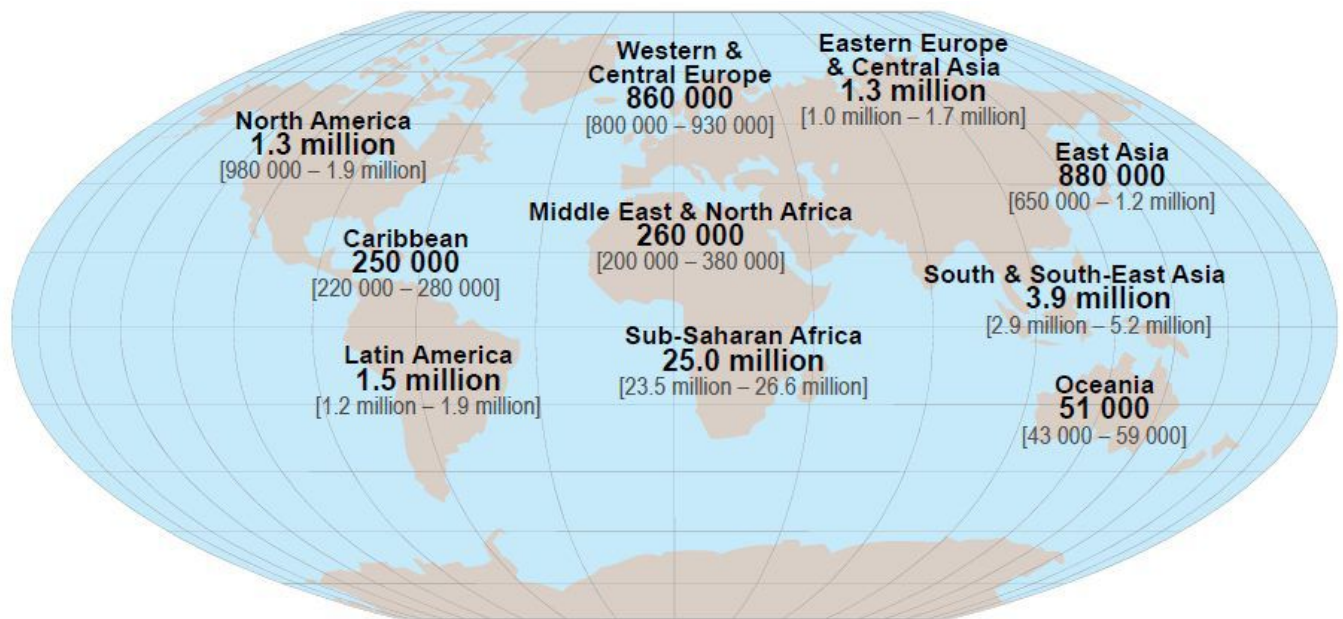 Western &
Central Europe
860 000
[800 000 – 930 000]
Eastern Europe
& Central Asia
1.3 million
[1.0 million – 1.7 million]
North America
1.3 million
[980 000 – 1.9 million]
East Asia
880 000
[650 000 – 1.2 million]
Middle East & North Africa
260 000
[200 000 – 380 000]
Caribbean
250 000
[220 000 – 280 000]
South & South-East Asia
3.9 million
[2.9 million – 5.2 million]
Sub-Saharan Africa
25.0 million
[23.5 million – 26.6 million]
Latin America
1.5 million
[1.2 million – 1.9 million]
Oceania
51 000
[43 000 – 59 000]